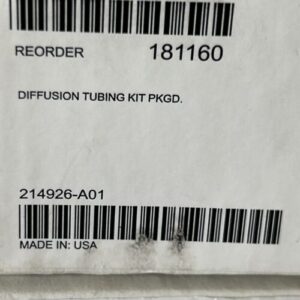 REORDER 181160
DIFFUSION TUBING KIT PKGD.
214926-A01
MADE IN: USA